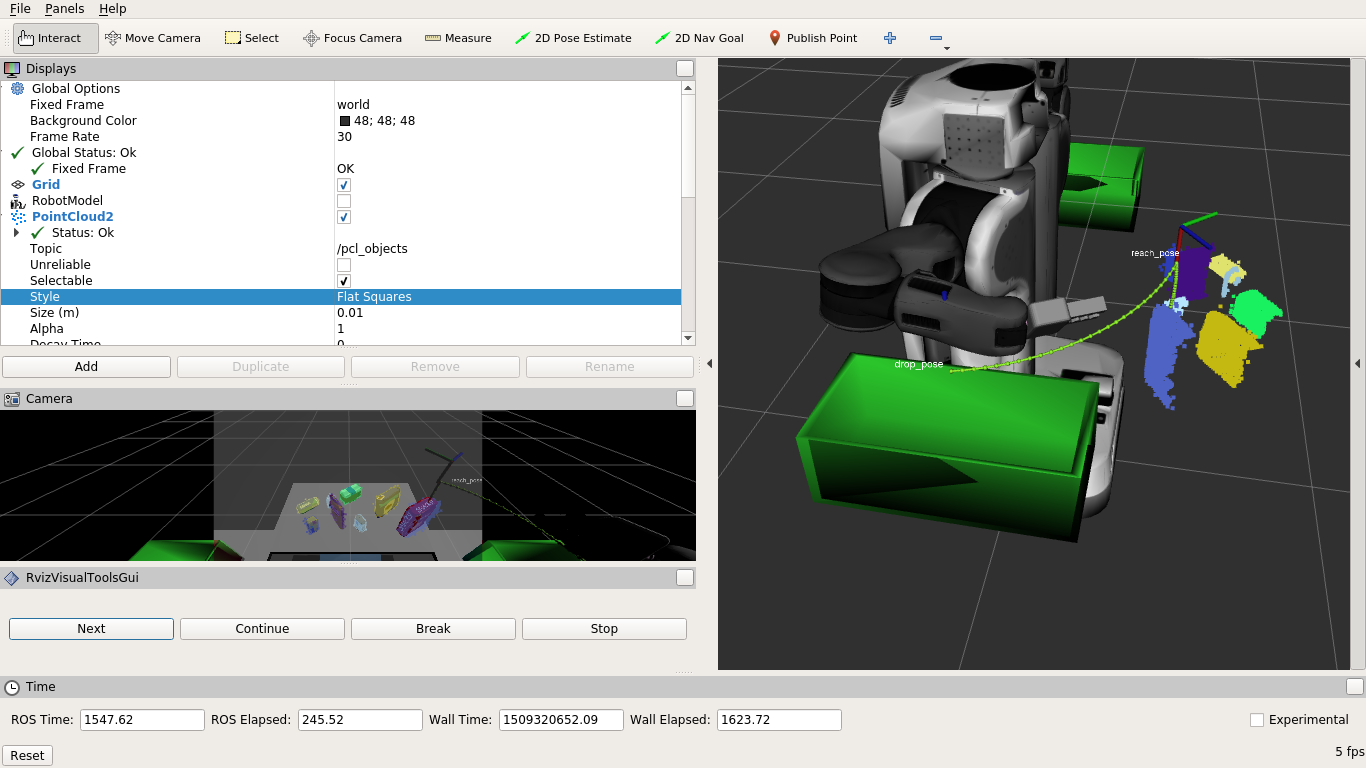 File Panels Help
Interact Move Camera Select Focus Camera Measure 2D Pose Estimate 2D Nav Goal Publish Point
Displays
Global Options
Fixed Frame world
Background Color 48; 48; 48
Frame Rate 30
Global Status: Ok
Fixed Frame OK
Grid
RobotModel
PointCloud2
Status: Ok
Topic /pcl_objects
Unreliable
Selectable
Style Flat Squares
Size (m) 0.01
Alpha 1
Decay Time 0
Add Duplicate Remove Rename
Camera
reach_pose
RvizVisualToolsGui
Next Continue Break Stop
reach_pose
drop_pose
Time
ROS Time: 1547.62 ROS Elapsed: 245.52 Wall Time: 1509320652.09 Wall Elapsed: 1623.72 Experimental
Reset 5 fps